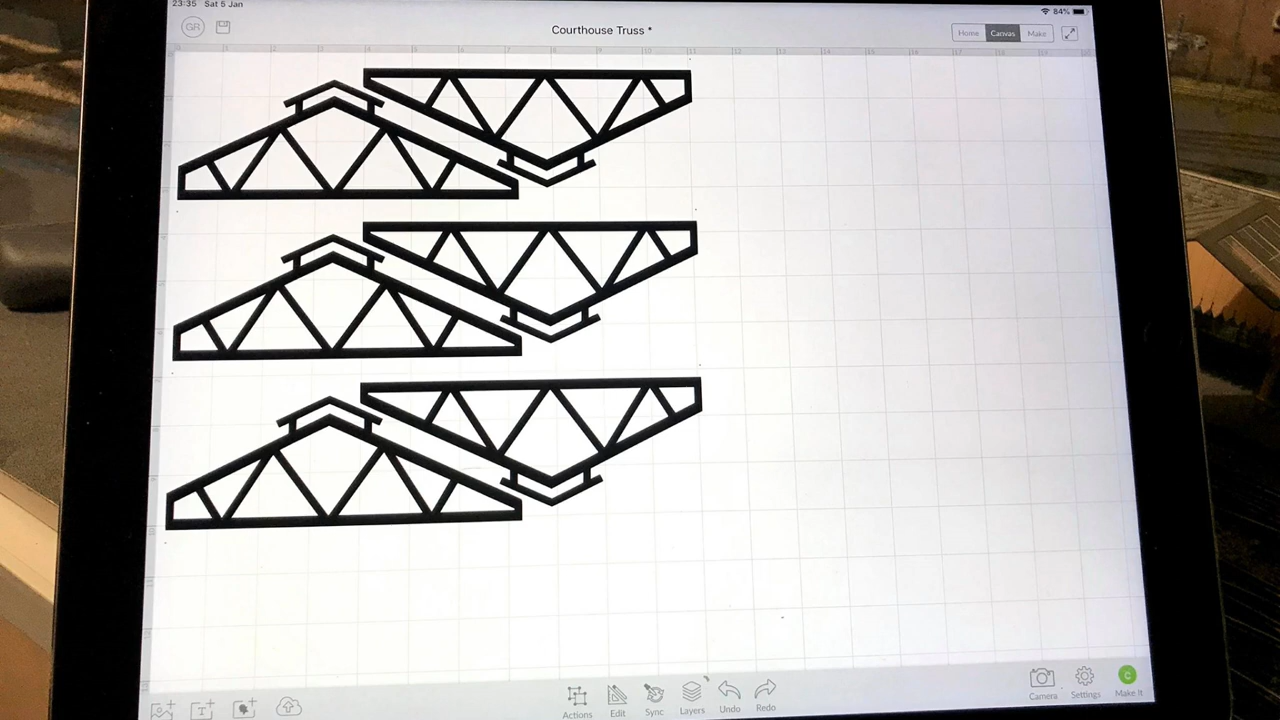 23:35 Sat 5 Jan
84%
GR
Courthouse Truss *
Home Canvas Make
Actions Edit Sync Layers Undo Redo
Camera Settings Make It
T
C